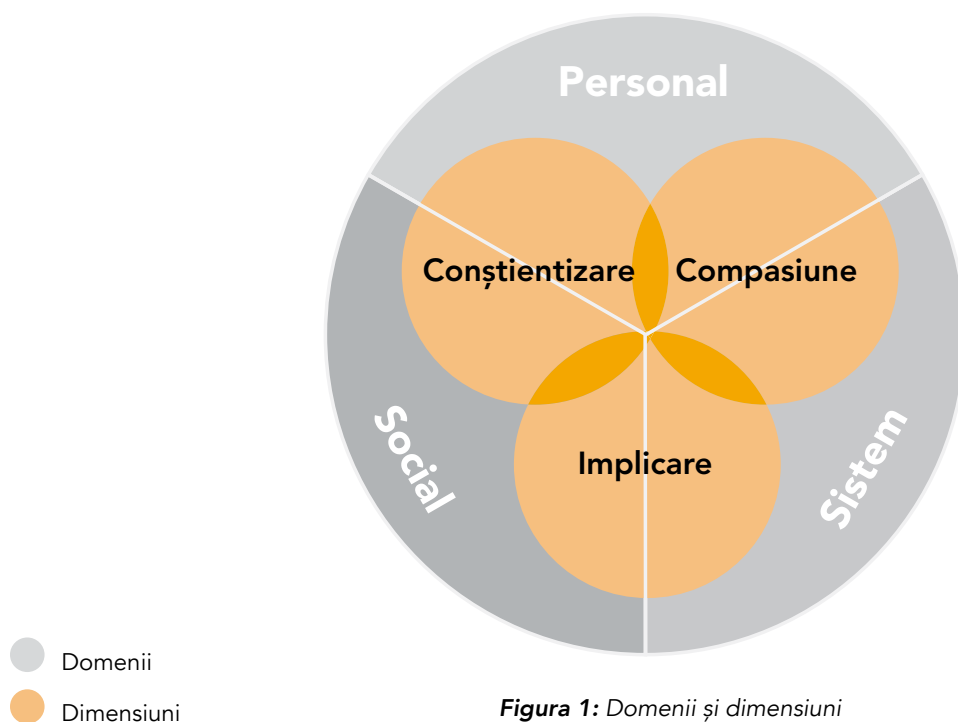 Personal
Conștientizare
Compasiune
Social
Implicare
Sistem
Domenii
Dimensiuni
Figura 1: Domenii și dimensiuni